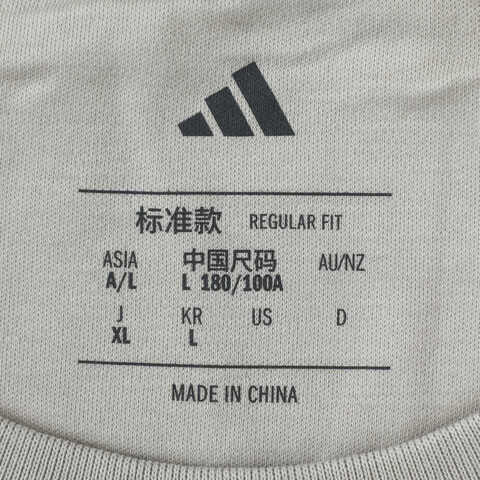 标准款 REGULAR FIT
ASIA 中国尺码 AU/NZ
A/L L 180/100A
J KR US D
XL L
MADE IN CHINA